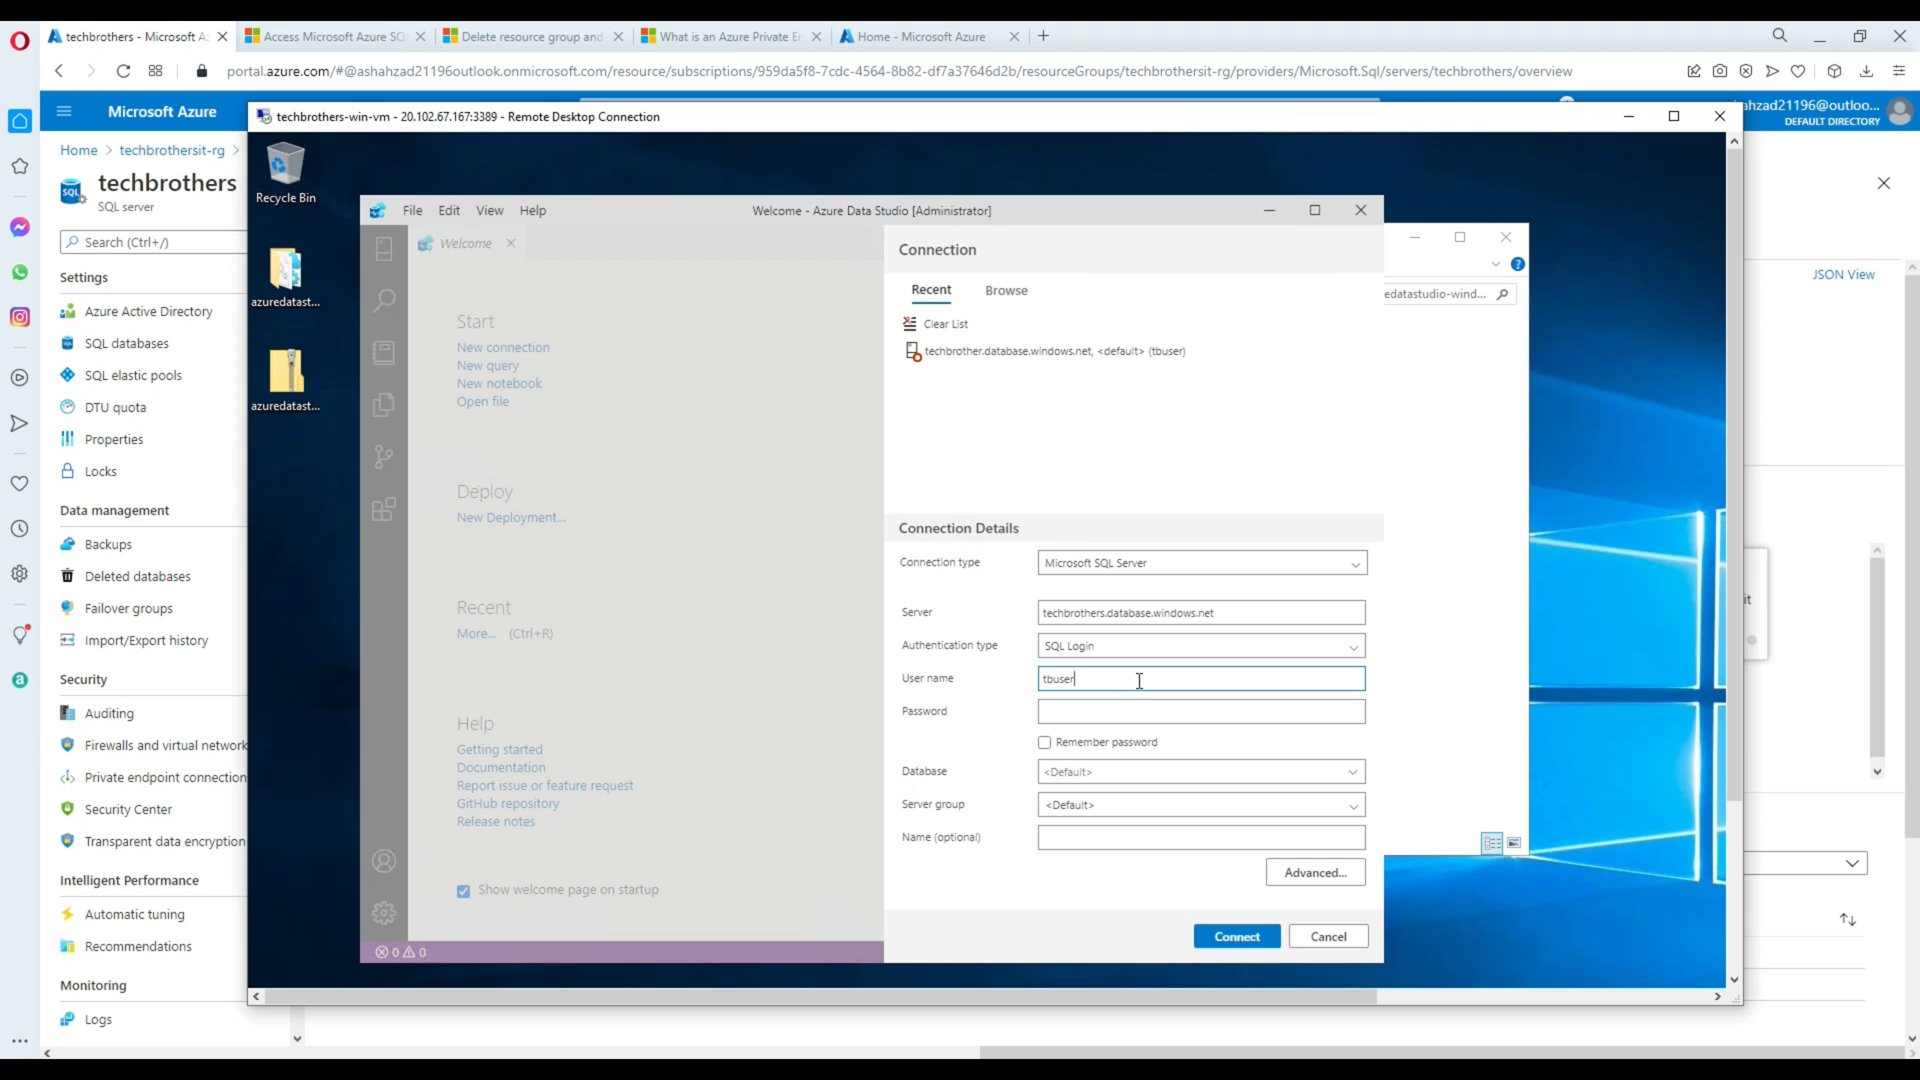 techbrothers - Microsoft A
Access Microsoft Azure SQ
Delete resource group and
What is an Azure Private E
Home - Microsoft Azure
portal.azure.com/#@ashahzad21196outlook.onmicrosoft.com/resource/subscriptions/959da5f8-7cdc-4564-8b82-df7a37646d2b/resourceGroups/techbrothersit-rg/providers/Microsoft.Sql/servers/techbrothers/overview
Microsoft Azure
ahzad21196@outloo...
DEFAULT DIRECTORY
techbrothers-win-vm - 20.102.67.167:3389 - Remote Desktop Connection
Home > techbrothersit-rg >
techbrothers
SQL server
Search (Ctrl+/)
Settings
Azure Active Directory
SQL databases
SQL elastic pools
DTU quota
Properties
Locks
Data management
Backups
Deleted databases
Failover groups
Import/Export history
Security
Auditing
Firewalls and virtual network
Private endpoint connection
Security Center
Transparent data encryption
Intelligent Performance
Automatic tuning
Recommendations
Monitoring
Logs
Recycle Bin
azuredatast...
azuredatast...
File Edit View Help
Welcome - Azure Data Studio [Administrator]
Welcome
Start
New connection
New query
New notebook
Open file
Deploy
New Deployment...
Recent
More... (Ctrl+R)
Help
Getting started
Documentation
Report issue or feature request
GitHub repository
Release notes
Show welcome page on startup
0 0
Connection
Recent Browse
Clear List
techbrother.database.windows.net, <default> (tbuser)
Connection Details
Connection type Microsoft SQL Server
Server techbrothers.database.windows.net
Authentication type SQL Login
User name tbuser
Password
Remember password
Database <Default>
Server group <Default>
Name (optional)
Advanced...
Connect Cancel
edatastudio-wind...
JSON View
it